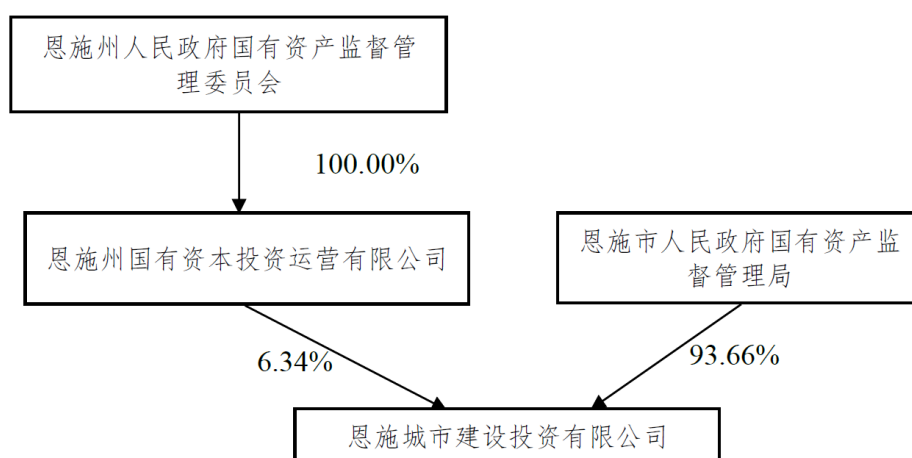 恩施州人民政府国有资产监督管
理委员会
100.00%
恩施州国有资本投资运营有限公司
恩施市人民政府国有资产监
督管理局
6.34%
93.66%
恩施城市建设投资有限公司